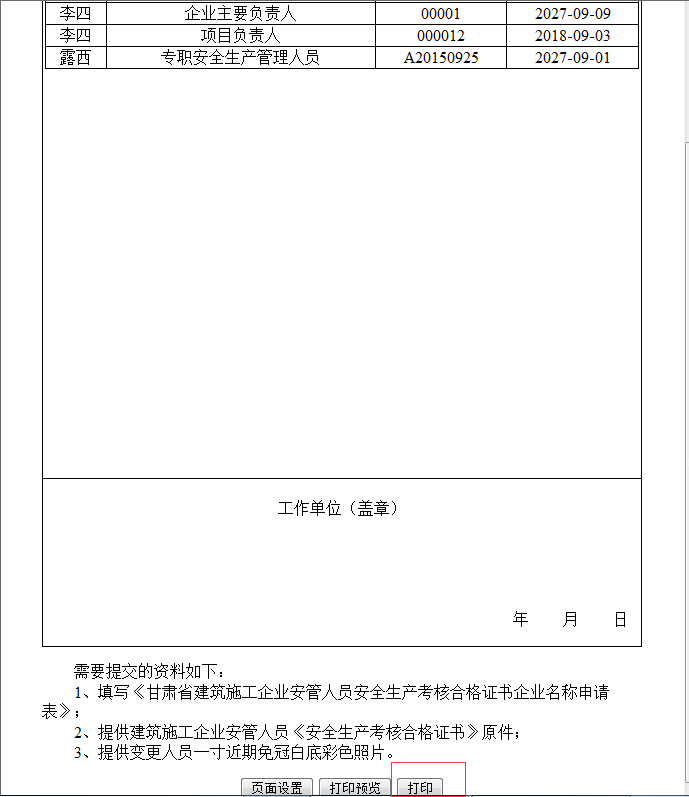 李四 企业主要负责人 00001 2027-09-09
李四 项目负责人 000012 2018-09-03
露西 专职安全生产管理人员 A20150925 2027-09-01
工作单位（盖章）
年 月 日
需要提交的资料如下：
1、填写《甘肃省建筑施工企业安管人员安全生产考核合格证书企业名称申请
表》；
2、提供建筑施工企业安管人员《安全生产考核合格证书》原件；
3、提供变更人员一寸近期免冠白底彩色照片。
页面设置 打印预览 打印